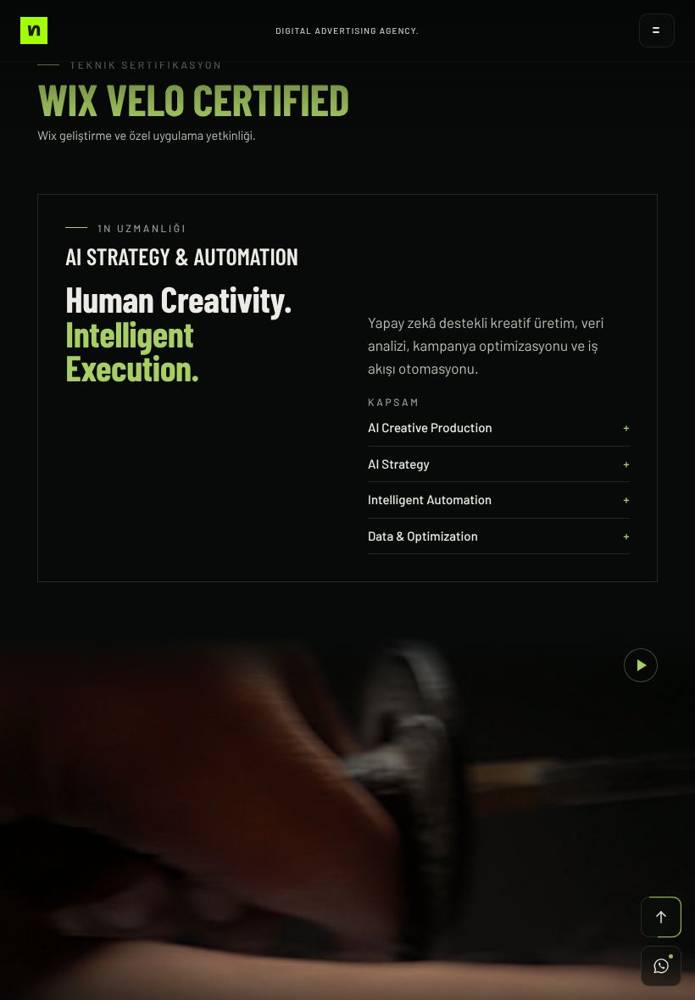 DIGITAL ADVERTISING AGENCY.
TEKNİK SERTİFİKASYON
WIX VELO CERTIFIED
Wix geliştirme ve özel uygulama yetkinliği.
1N UZMANLIĞI
AI STRATEGY & AUTOMATION
Human Creativity.
Intelligent
Execution.
Yapay zekâ destekli kreatif üretim, veri
analizi, kampanya optimizasyonu ve iş
akışı otomasyonu.
KAPSAM
AI Creative Production +
AI Strategy +
Intelligent Automation +
Data & Optimization +